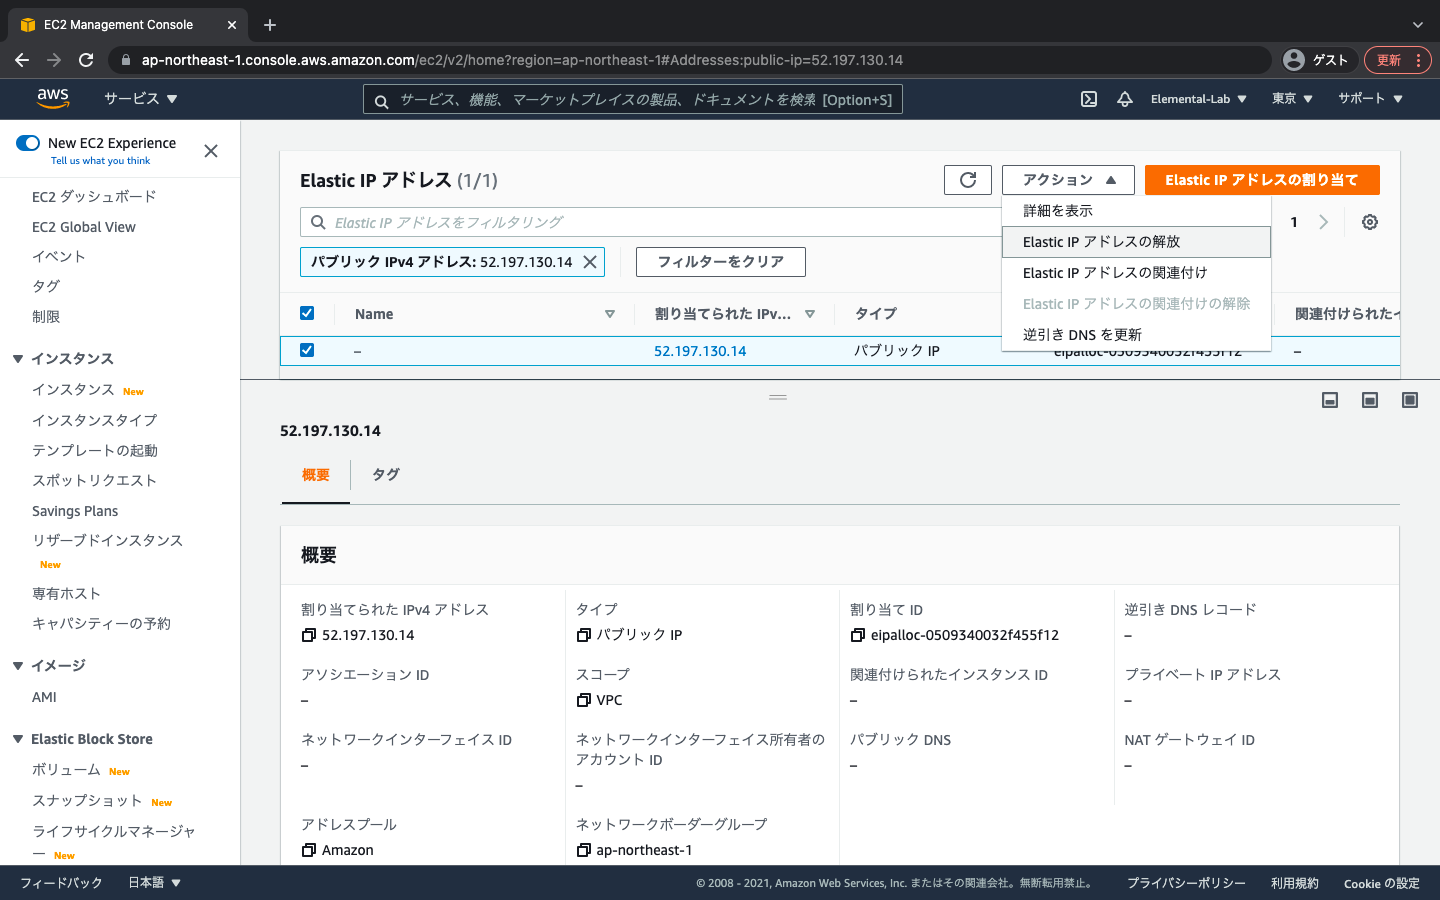 EC2 Management Console
ap-northeast-1.console.aws.amazon.com/ec2/v2/home?region=ap-northeast-1#Addresses:public-ip=52.197.130.14
ゲスト
更新
aws
サービス
サービス、機能、マーケットプレイスの製品、ドキュメントを検索 [Option+S]
Elemental-Lab
東京
サポート
New EC2 Experience
Tell us what you think
EC2 ダッシュボード
EC2 Global View
イベント
タグ
制限
インスタンス
インスタンス New
インスタンスタイプ
テンプレートの起動
スポットリクエスト
Savings Plans
リザーブドインスタンス
New
専有ホスト
キャパシティーの予約
イメージ
AMI
Elastic Block Store
ボリューム New
スナップショット New
ライフサイクルマネージャ
ー New
Elastic IP アドレス (1/1)
アクション
Elastic IP アドレスの割り当て
Elastic IP アドレスをフィルタリング
1
詳細を表示
Elastic IP アドレスの解放
Elastic IP アドレスの関連付け
Elastic IP アドレスの関連付けの解除
逆引き DNS を更新
パブリック IPv4 アドレス: 52.197.130.14
フィルターをクリア
Name
割り当てられた IPv...
タイプ
関連付けられたイ
–
52.197.130.14
パブリック IP
eipalloc-0509340032f455f12
–
52.197.130.14
概要
タグ
概要
割り当てられた IPv4 アドレス
52.197.130.14
タイプ
パブリック IP
割り当て ID
eipalloc-0509340032f455f12
逆引き DNS レコード
–
アソシエーション ID
–
スコープ
VPC
関連付けられたインスタンス ID
–
プライベート IP アドレス
–
ネットワークインターフェイス ID
–
ネットワークインターフェイス所有者の
アカウント ID
–
パブリック DNS
–
NAT ゲートウェイ ID
–
アドレスプール
Amazon
ネットワークボーダーグループ
ap-northeast-1
フィードバック
日本語
© 2008 - 2021, Amazon Web Services, Inc. またはその関連会社。無断転用禁止。
プライバシーポリシー
利用規約
Cookie の設定